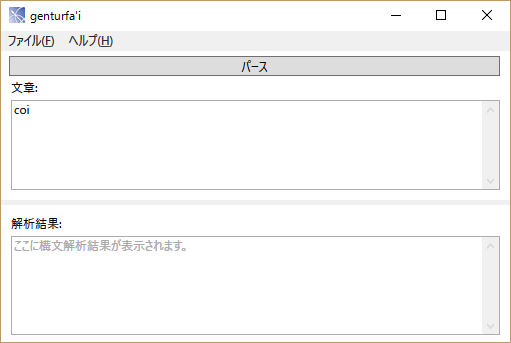 genturfa'i
ファイル(F) ヘルプ(H)
パース
文章:
coi
解析結果:
ここに構文解析結果が表示されます。